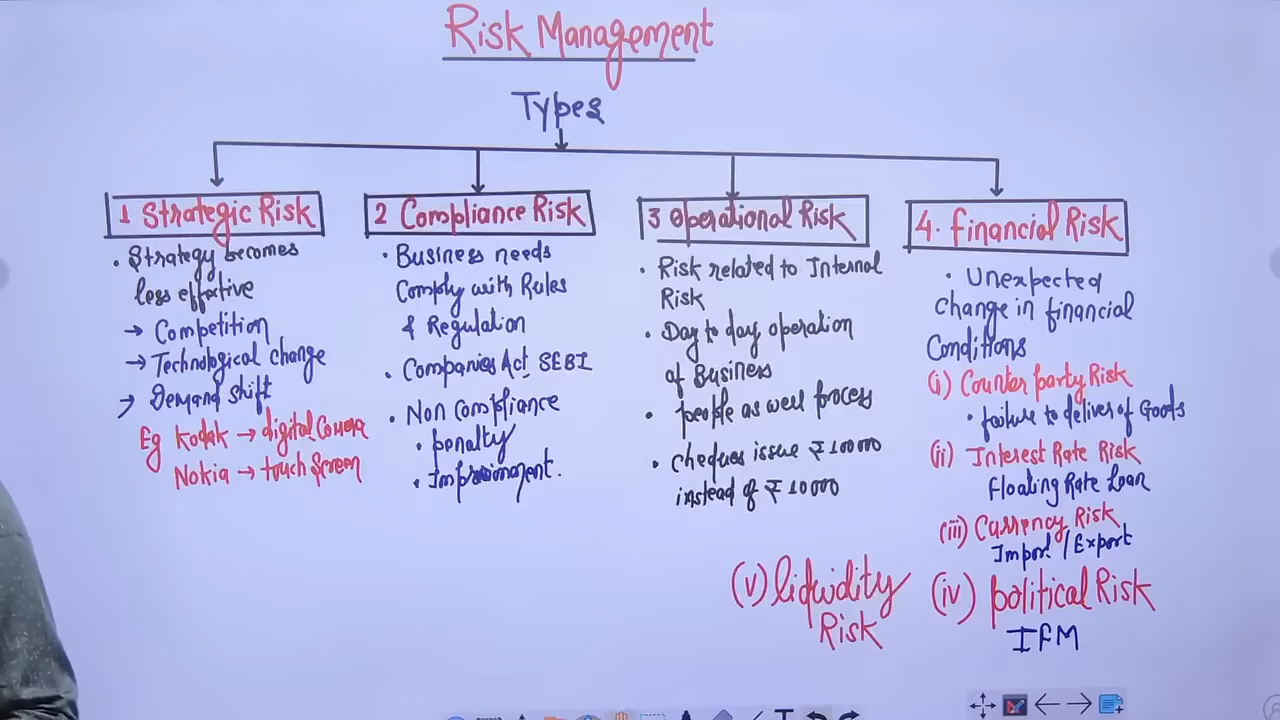 Risk Management
Types
1 Strategic Risk
• Strategy becomes
less effective
→ Competition
→ Technological change
→ Demand shift
Eg Kodak → digital Camera
Nokia → touch Screen
2 Compliance Risk
• Business needs
Comply with Rules
& Regulation
• Companies Act, SEBI
• Non Compliance
• penalty
• Imprisionment.
3 Operational Risk
• Risk related to Internal
Risk
• Day to day operation
of Business
• people as well process
• cheques issue ₹ 100000
instead of ₹ 10000
4. Financial Risk
• Unexpected
change in financial
Conditions
(i) Counter party Risk
• failure to deliver of Goods
(ii) Interest Rate Risk
floating Rate Loan
(iii) Currency Risk
Import / Export
(iv) political Risk
IFM
(v) liquidity
Risk